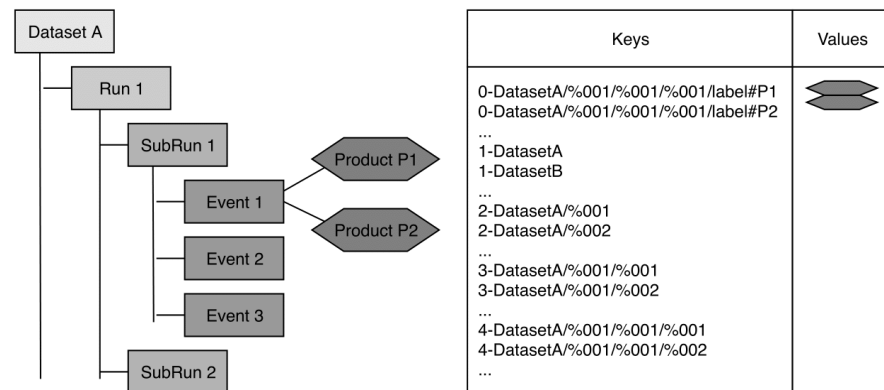 Dataset A
Run 1
SubRun 1
Event 1
Product P1
Product P2
Event 2
Event 3
SubRun 2
Keys
Values
0-DatasetA/%001/%001/%001/label#P1
0-DatasetA/%001/%001/%001/label#P2
...
1-DatasetA
1-DatasetB
...
2-DatasetA/%001
2-DatasetA/%002
...
3-DatasetA/%001/%001
3-DatasetA/%001/%002
...
4-DatasetA/%001/%001/%001
4-DatasetA/%001/%001/%002
...